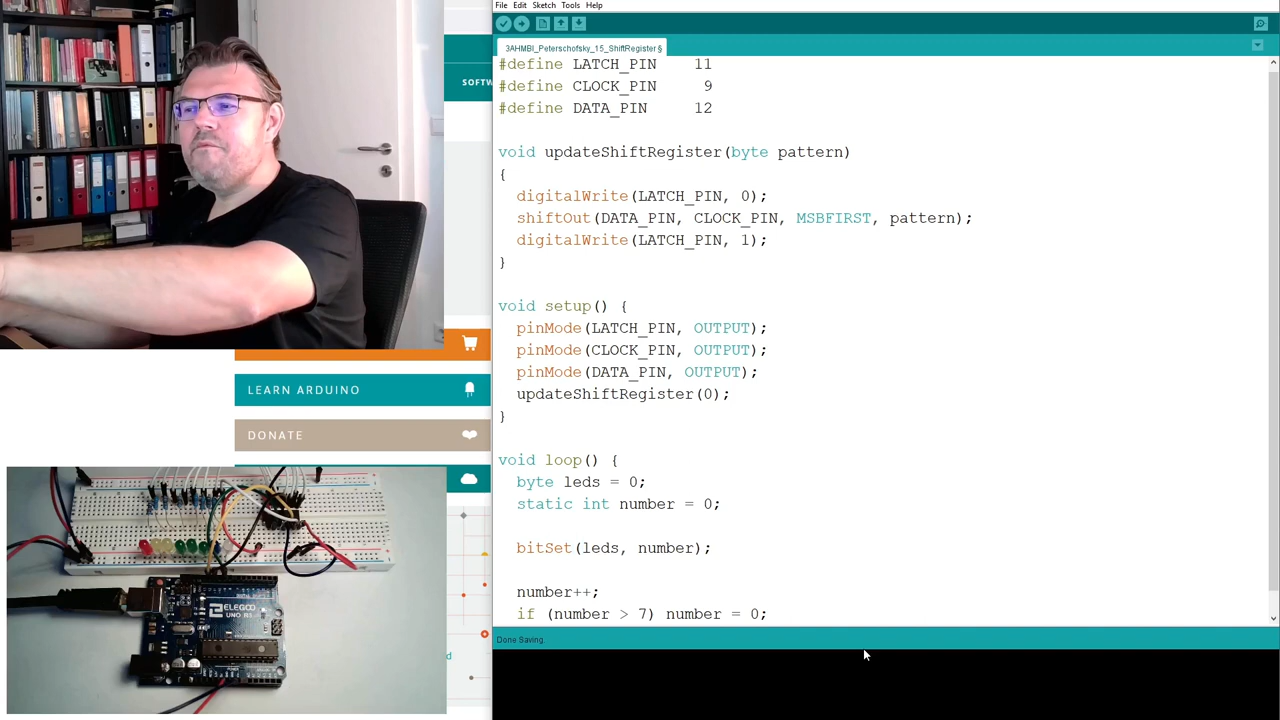 File Edit Sketch Tools Help
3AHMBI_Peterschofsky_15_ShiftRegister §
#define LATCH_PIN 11
#define CLOCK_PIN 9
#define DATA_PIN 12
void updateShiftRegister(byte pattern)
{
digitalWrite(LATCH_PIN, 0);
shiftOut(DATA_PIN, CLOCK_PIN, MSBFIRST, pattern);
digitalWrite(LATCH_PIN, 1);
}
void setup() {
pinMode(LATCH_PIN, OUTPUT);
pinMode(CLOCK_PIN, OUTPUT);
pinMode(DATA_PIN, OUTPUT);
updateShiftRegister(0);
}
void loop() {
byte leds = 0;
static int number = 0;
bitSet(leds, number);
number++;
if (number > 7) number = 0;
Done Saving.
SOFTW
LEARN ARDUINO
DONATE
d
ELEGOO
UNO R3